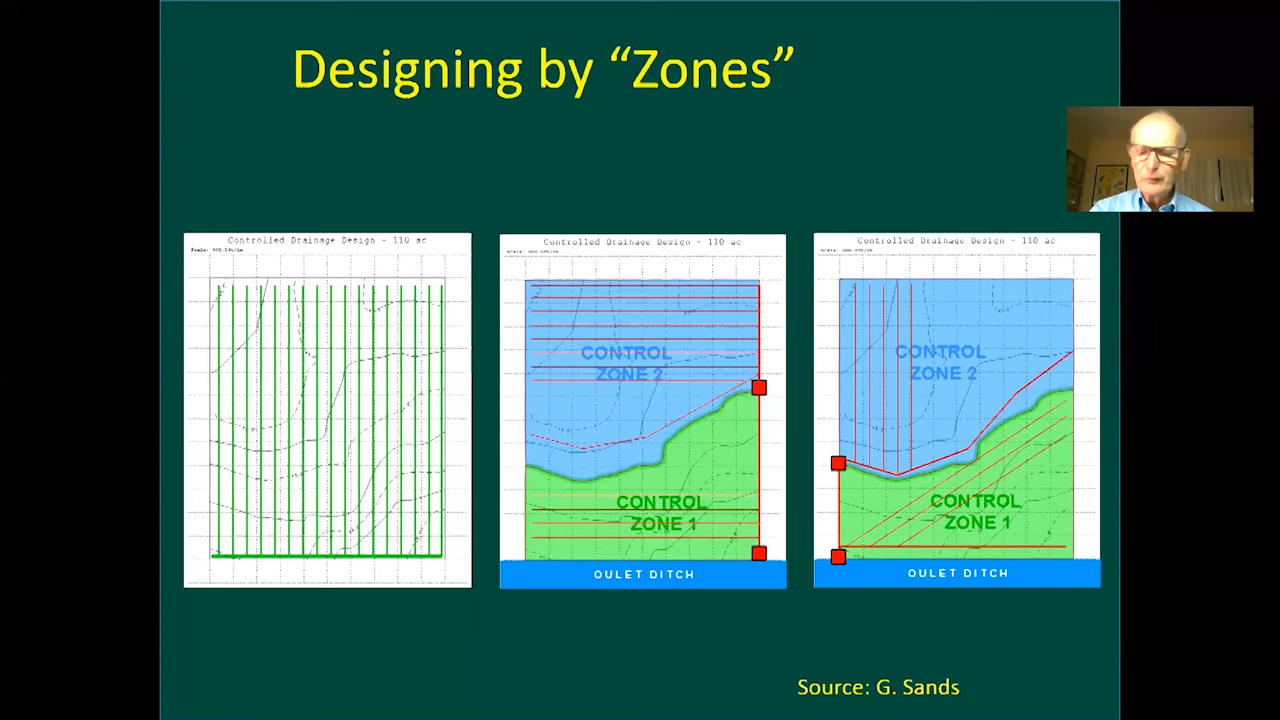 Designing by “Zones”
Controlled Drainage Design - 110 ac
Controlled Drainage Design - 110 ac
Controlled Drainage Design - 110 ac
CONTROL
ZONE 2
CONTROL
ZONE 1
OULET DITCH
CONTROL
ZONE 2
CONTROL
ZONE 1
OULET DITCH
Source: G. Sands